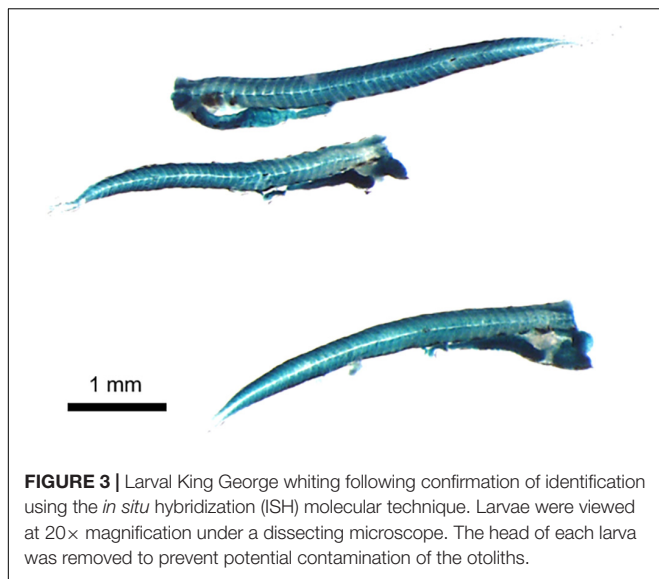 1 mm
FIGURE 3 | Larval King George whiting following confirmation of identification
using the in situ hybridization (ISH) molecular technique. Larvae were viewed
at 20× magnification under a dissecting microscope. The head of each larva
was removed to prevent potential contamination of the otoliths.